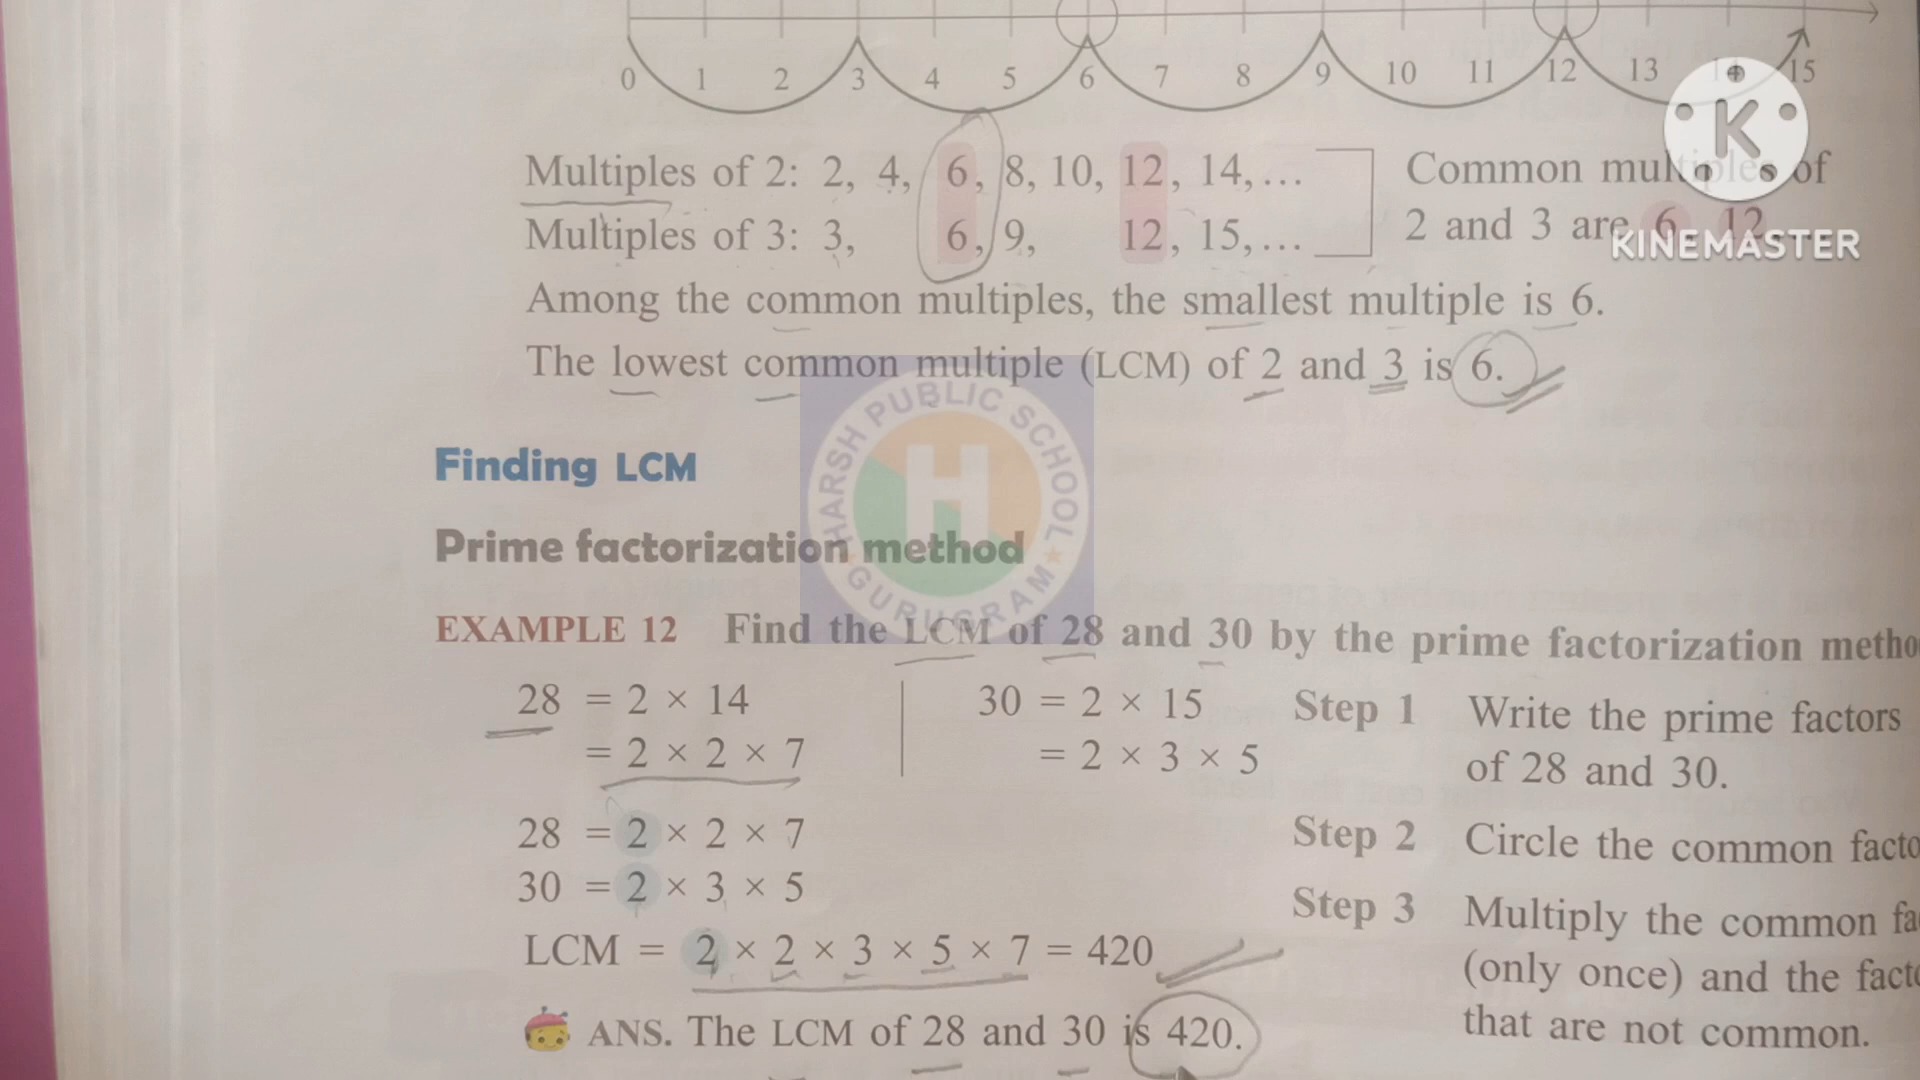 0 1 2 3 4 5 6 7 8 9 10 11 12 13 14 15
Multiples of 2: 2, 4, 6, 8, 10, 12, 14,...
Multiples of 3: 3, 6, 9, 12, 15,...
Common multiples of
2 and 3 are 6, 12...
K
KINEMASTER
Among the common multiples, the smallest multiple is 6.
The lowest common multiple (LCM) of 2 and 3 is 6.
HARSH PUBLIC SCHOOL
H
GURUGRAM
Finding LCM
Prime factorization method
EXAMPLE 12 Find the LCM of 28 and 30 by the prime factorization metho
28 = 2 × 14
= 2 × 2 × 7
30 = 2 × 15
= 2 × 3 × 5
28 = 2 × 2 × 7
30 = 2 × 3 × 5
LCM = 2 × 2 × 3 × 5 × 7 = 420
ANS. The LCM of 28 and 30 is 420.
Step 1 Write the prime factors
of 28 and 30.
Step 2 Circle the common facto
Step 3 Multiply the common fa
(only once) and the facto
that are not common.